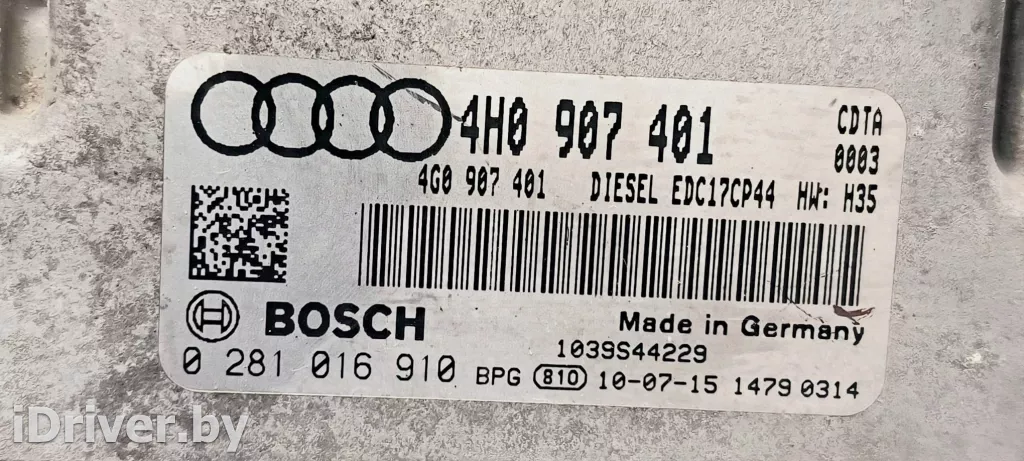 4H0 907 401 CDTA
0003
4G0 907 401 DIESEL EDC17CP44 HW: H35
BOSCH Made in Germany
1039S44229
0 281 016 910 BPG 810 10-07-15 1479 0314
iDriver.by